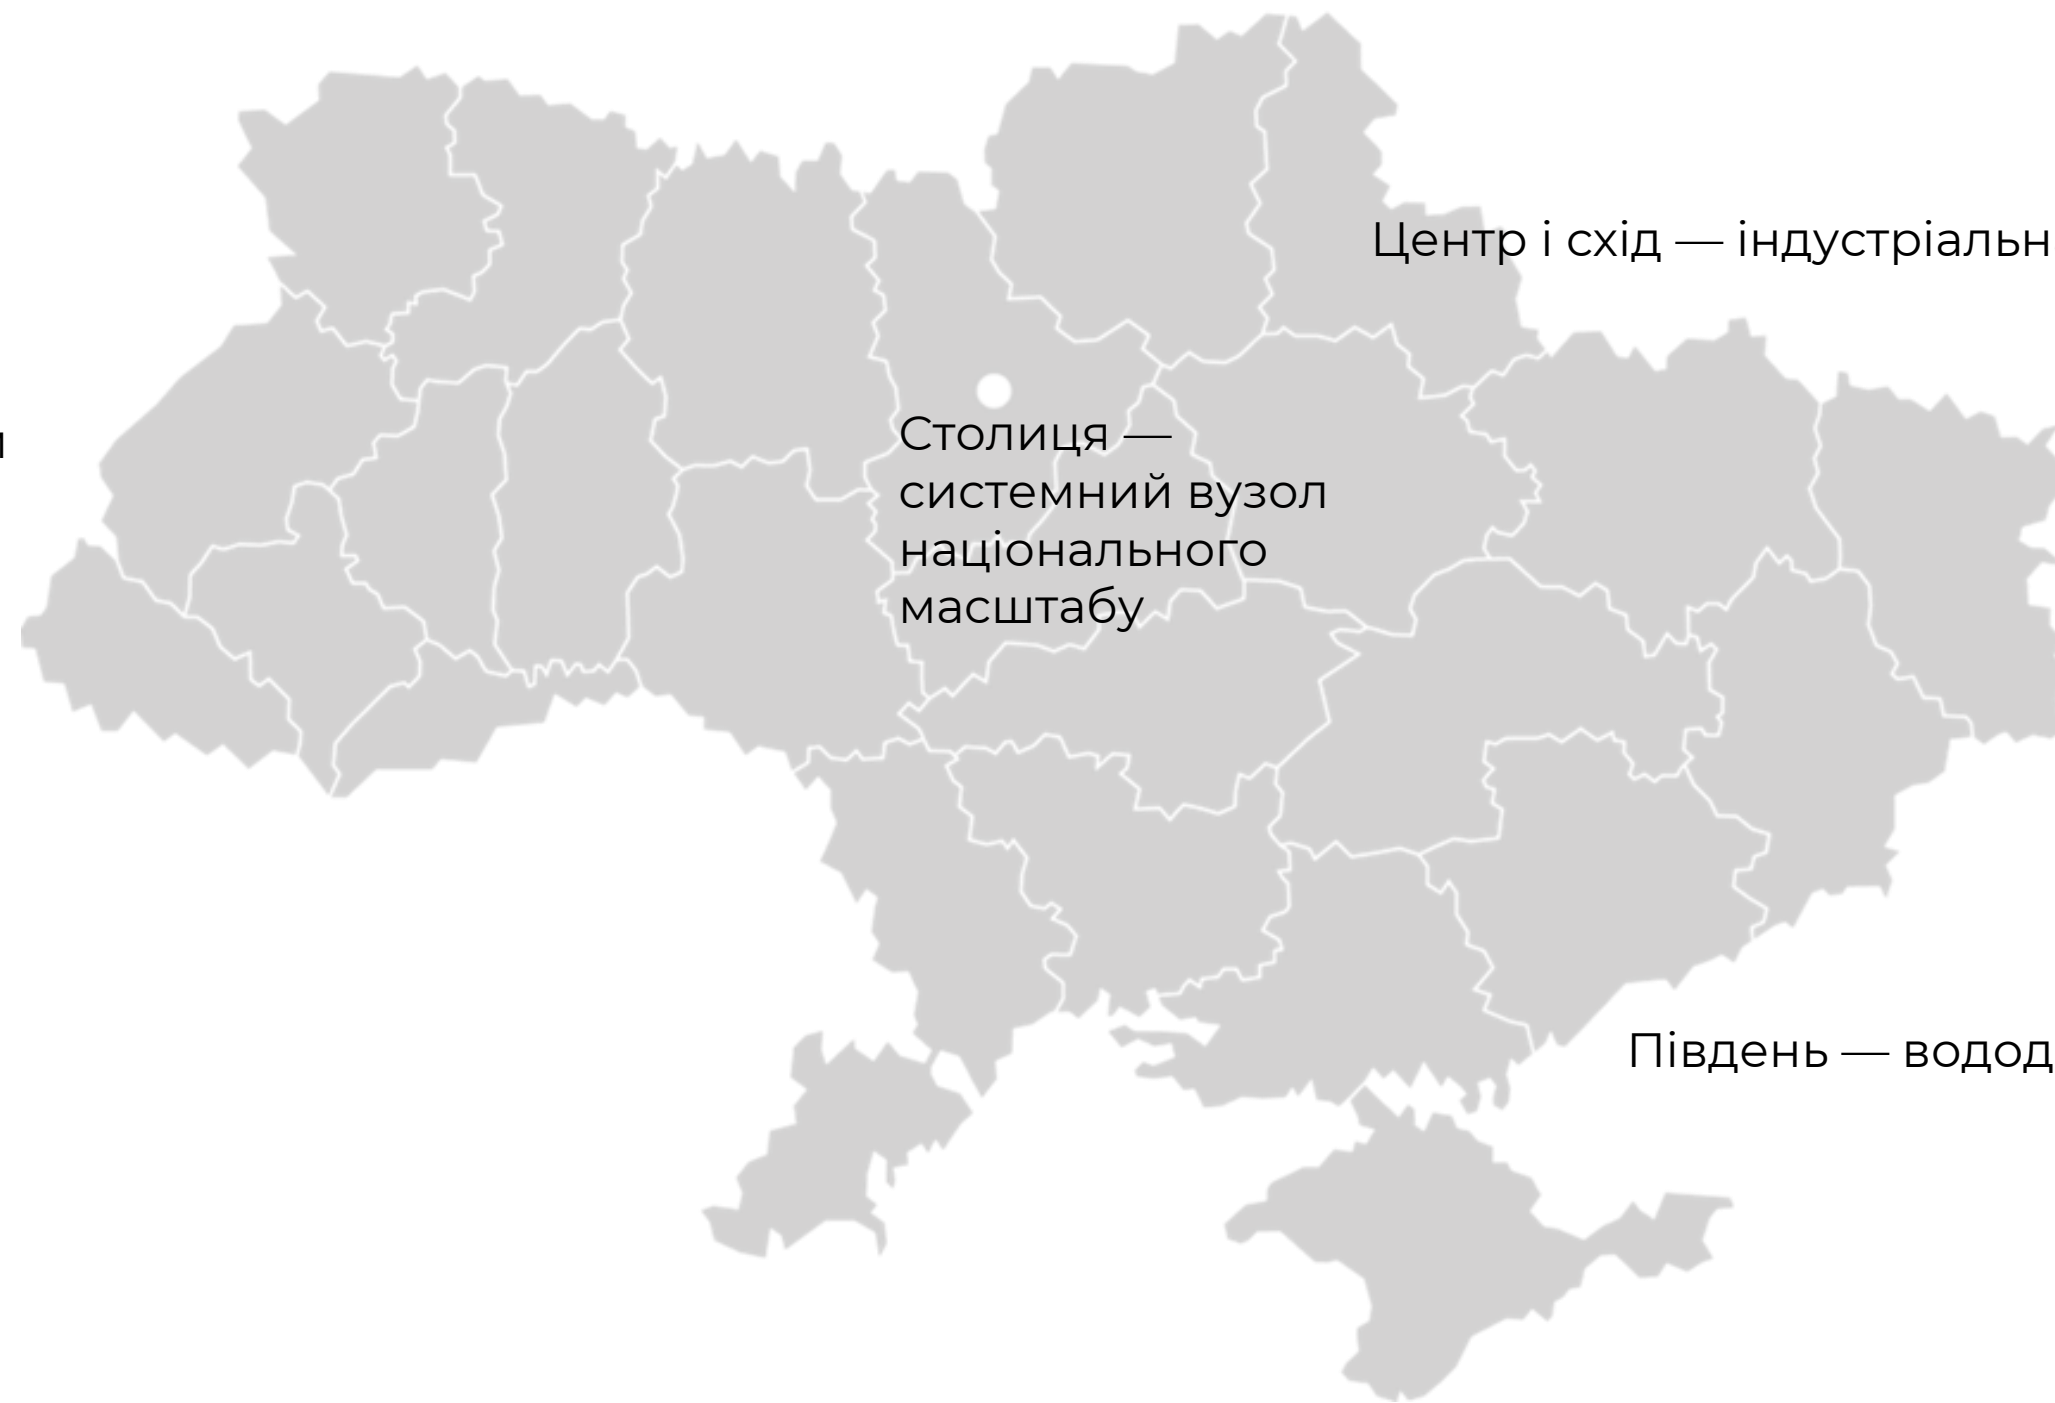 Центр і схід — індустріальн
Столиця —
системний вузол
національного
масштабу
Південь — водод